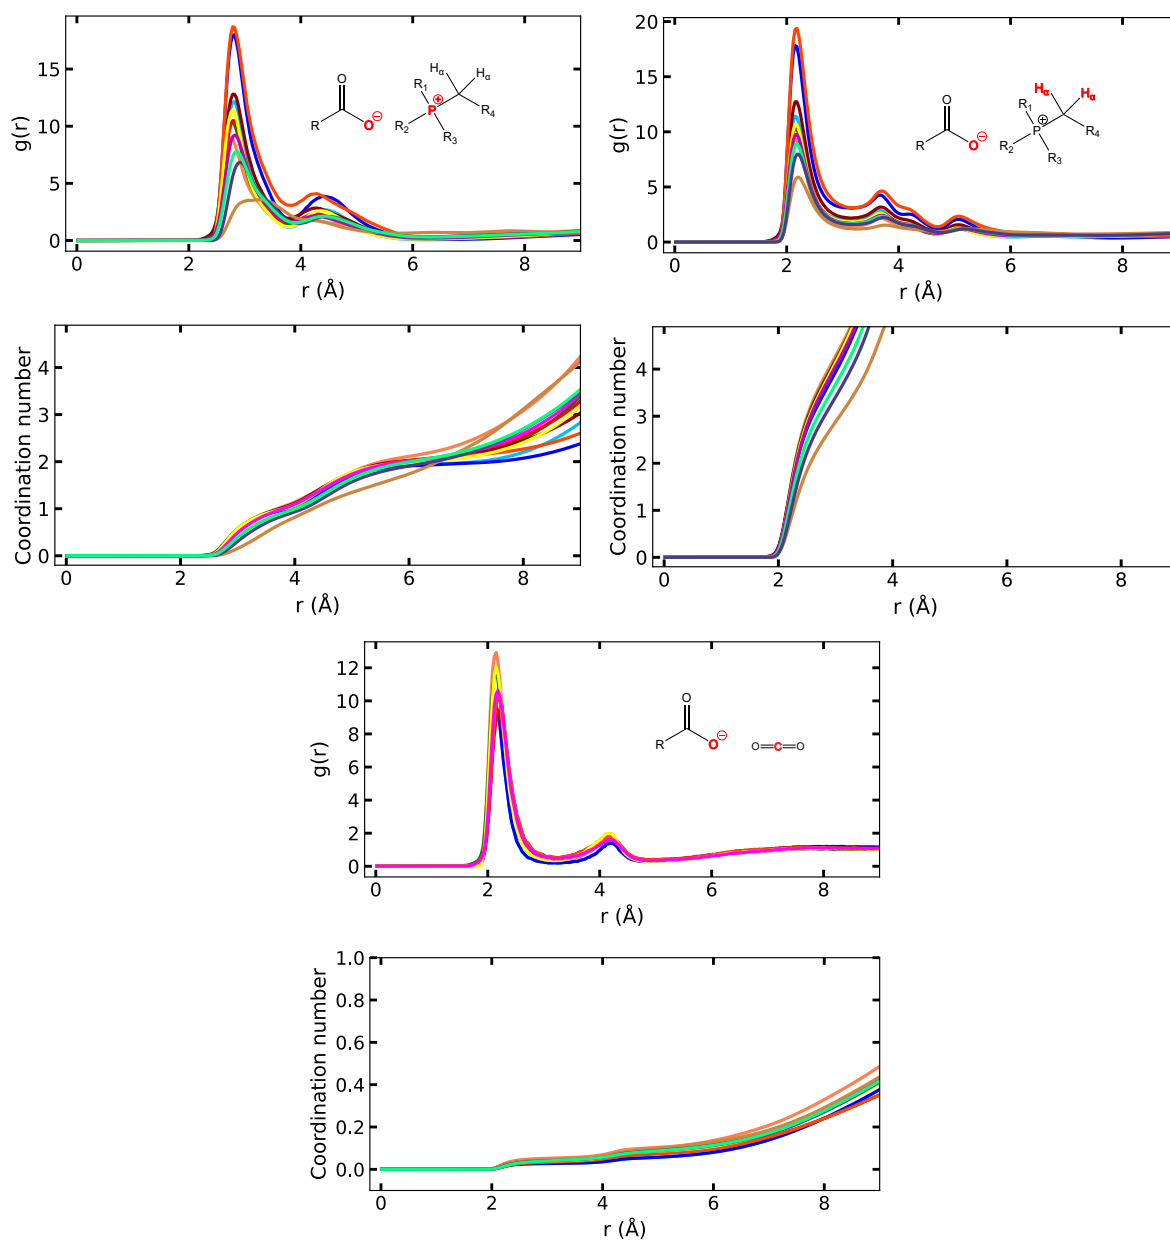 g(r)
15
10
5
0
0 2 4 6 8
r (Å)
O
R
O⊖
R₁
R₂
P⊕
R₃
R₄
Hα Hα
g(r)
20
15
10
5
0
0 2 4 6 8
r (Å)
O
R
O⊖
R₁
R₂
P⊕
R₃
R₄
Hα Hα
Coordination number
4
3
2
1
0
0 2 4 6 8
r (Å)
Coordination number
4
3
2
1
0
0 2 4 6 8
r (Å)
g(r)
12
10
8
6
4
2
0
0 2 4 6 8
r (Å)
O
R
O⊖
O=C=O
Coordination number
1.0
0.8
0.6
0.4
0.2
0.0
0 2 4 6 8
r (Å)